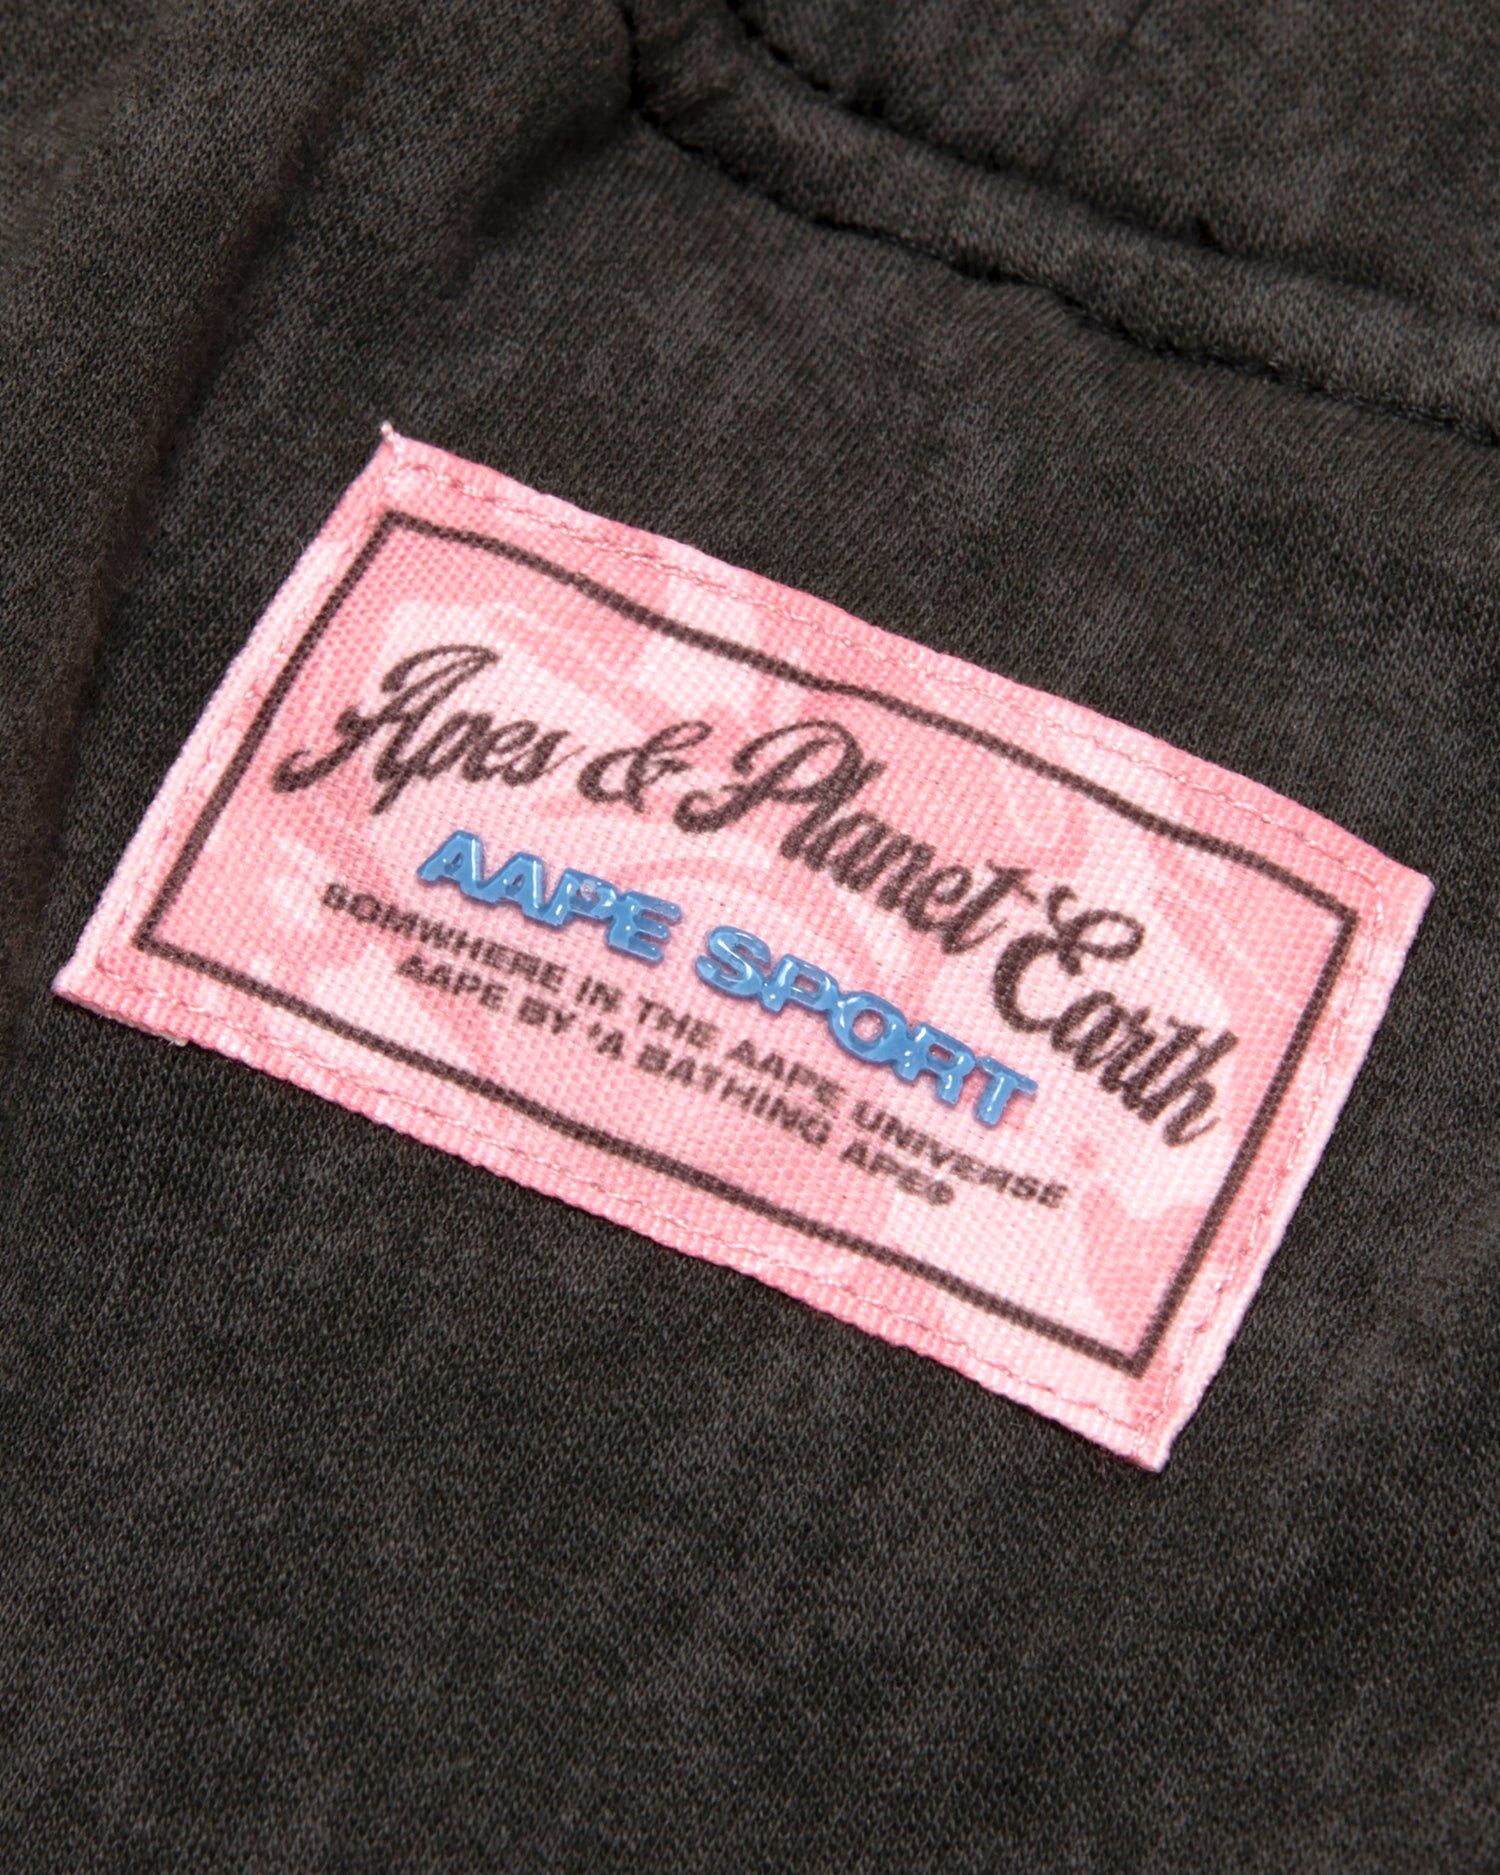 Apes & Planet Earth
AAPE SPORT
SOMWHERE IN THE AAPE UNIVERSE
AAPE BY *A BATHING APE®